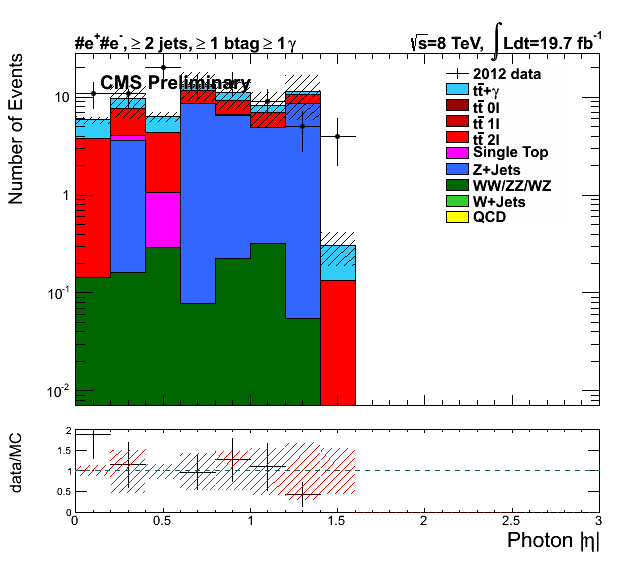 #e⁺#e⁻, ≥ 2 jets, ≥ 1 btag ≥ 1 γ
√s=8 TeV, ∫ Ldt=19.7 fb⁻¹
CMS Preliminary
2012 data
tt̄+γ
tt̄ 0l
tt̄ 1l
tt̄ 2l
Single Top
Z+Jets
WW/ZZ/WZ
W+Jets
QCD
Number of Events
10
1
10⁻¹
10⁻²
data/MC
2
1.5
1
0.5
0
0 0.5 1 1.5 2 2.5 3
Photon |η|